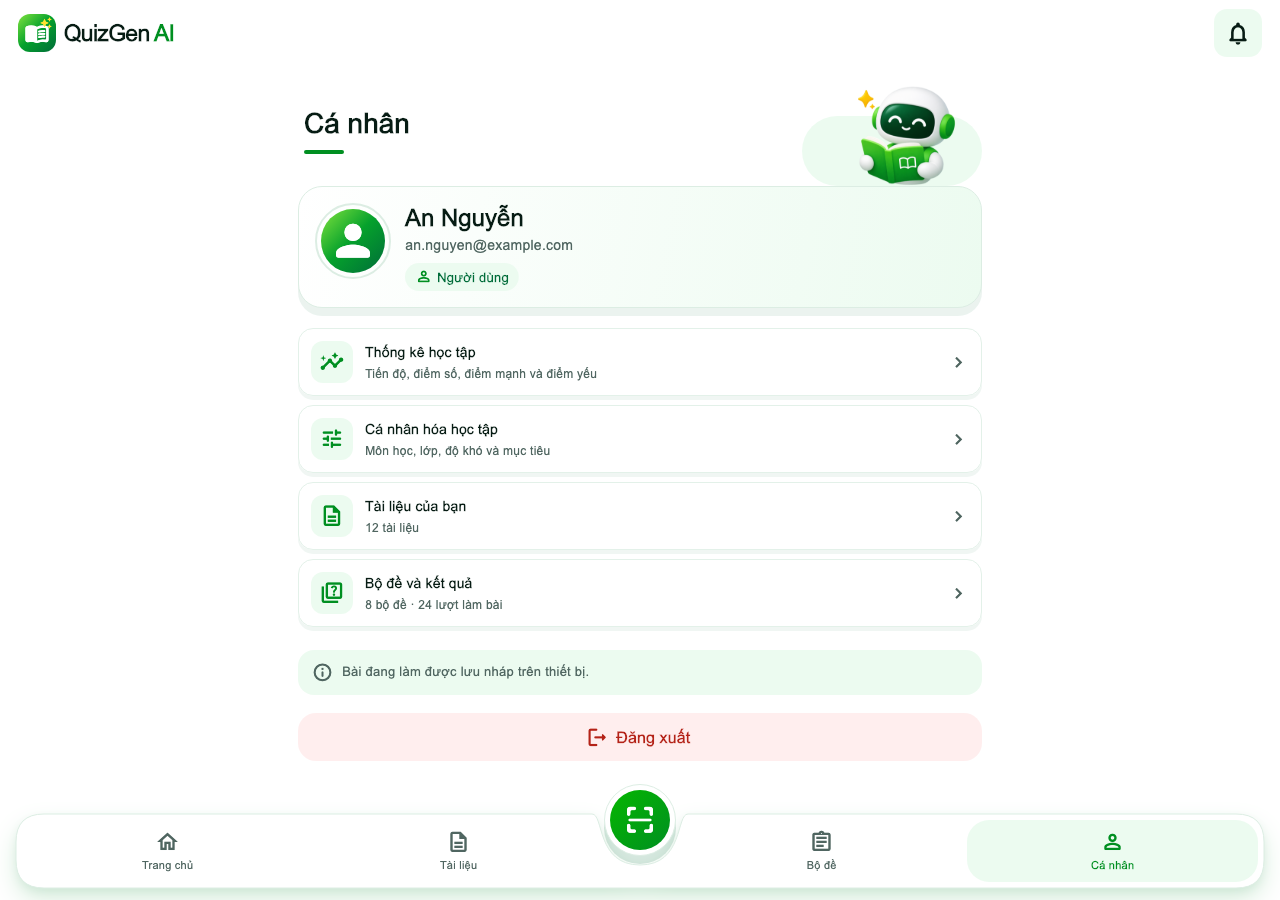 QuizGen AI
Cá nhân
An Nguyễn
an.nguyen@example.com
Người dùng
Thống kê học tập
Tiến độ, điểm số, điểm mạnh và điểm yếu
Cá nhân hóa học tập
Môn học, lớp, độ khó và mục tiêu
Tài liệu của bạn
12 tài liệu
Bộ đề và kết quả
8 bộ đề · 24 lượt làm bài
Bài đang làm được lưu nháp trên thiết bị.
Đăng xuất
Trang chủ
Tài liệu
Bộ đề
Cá nhân